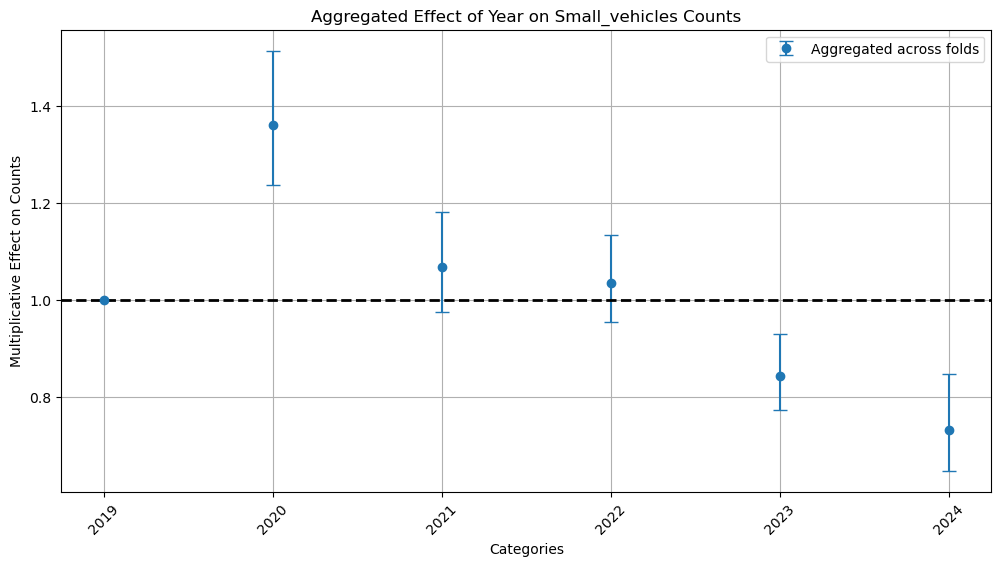 Aggregated Effect of Year on Small_vehicles Counts
Aggregated across folds
Multiplicative Effect on Counts
1.4
1.2
1.0
0.8
2019
2020
2021
2022
2023
2024
Categories